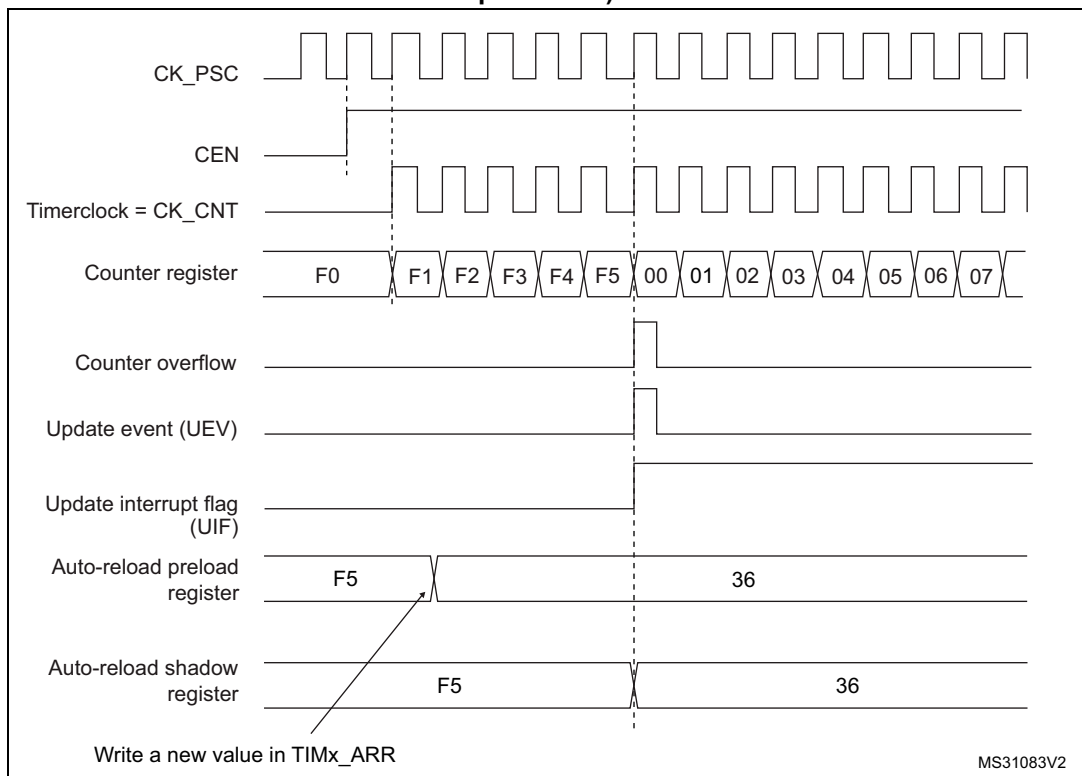 CK_PSC
CEN
Timerclock = CK_CNT
Counter register
F0 F1 F2 F3 F4 F5 00 01 02 03 04 05 06 07
Counter overflow
Update event (UEV)
Update interrupt flag
(UIF)
Auto-reload preload
register
F5 36
Auto-reload shadow
register
F5 36
Write a new value in TIMx_ARR
MS31083V2